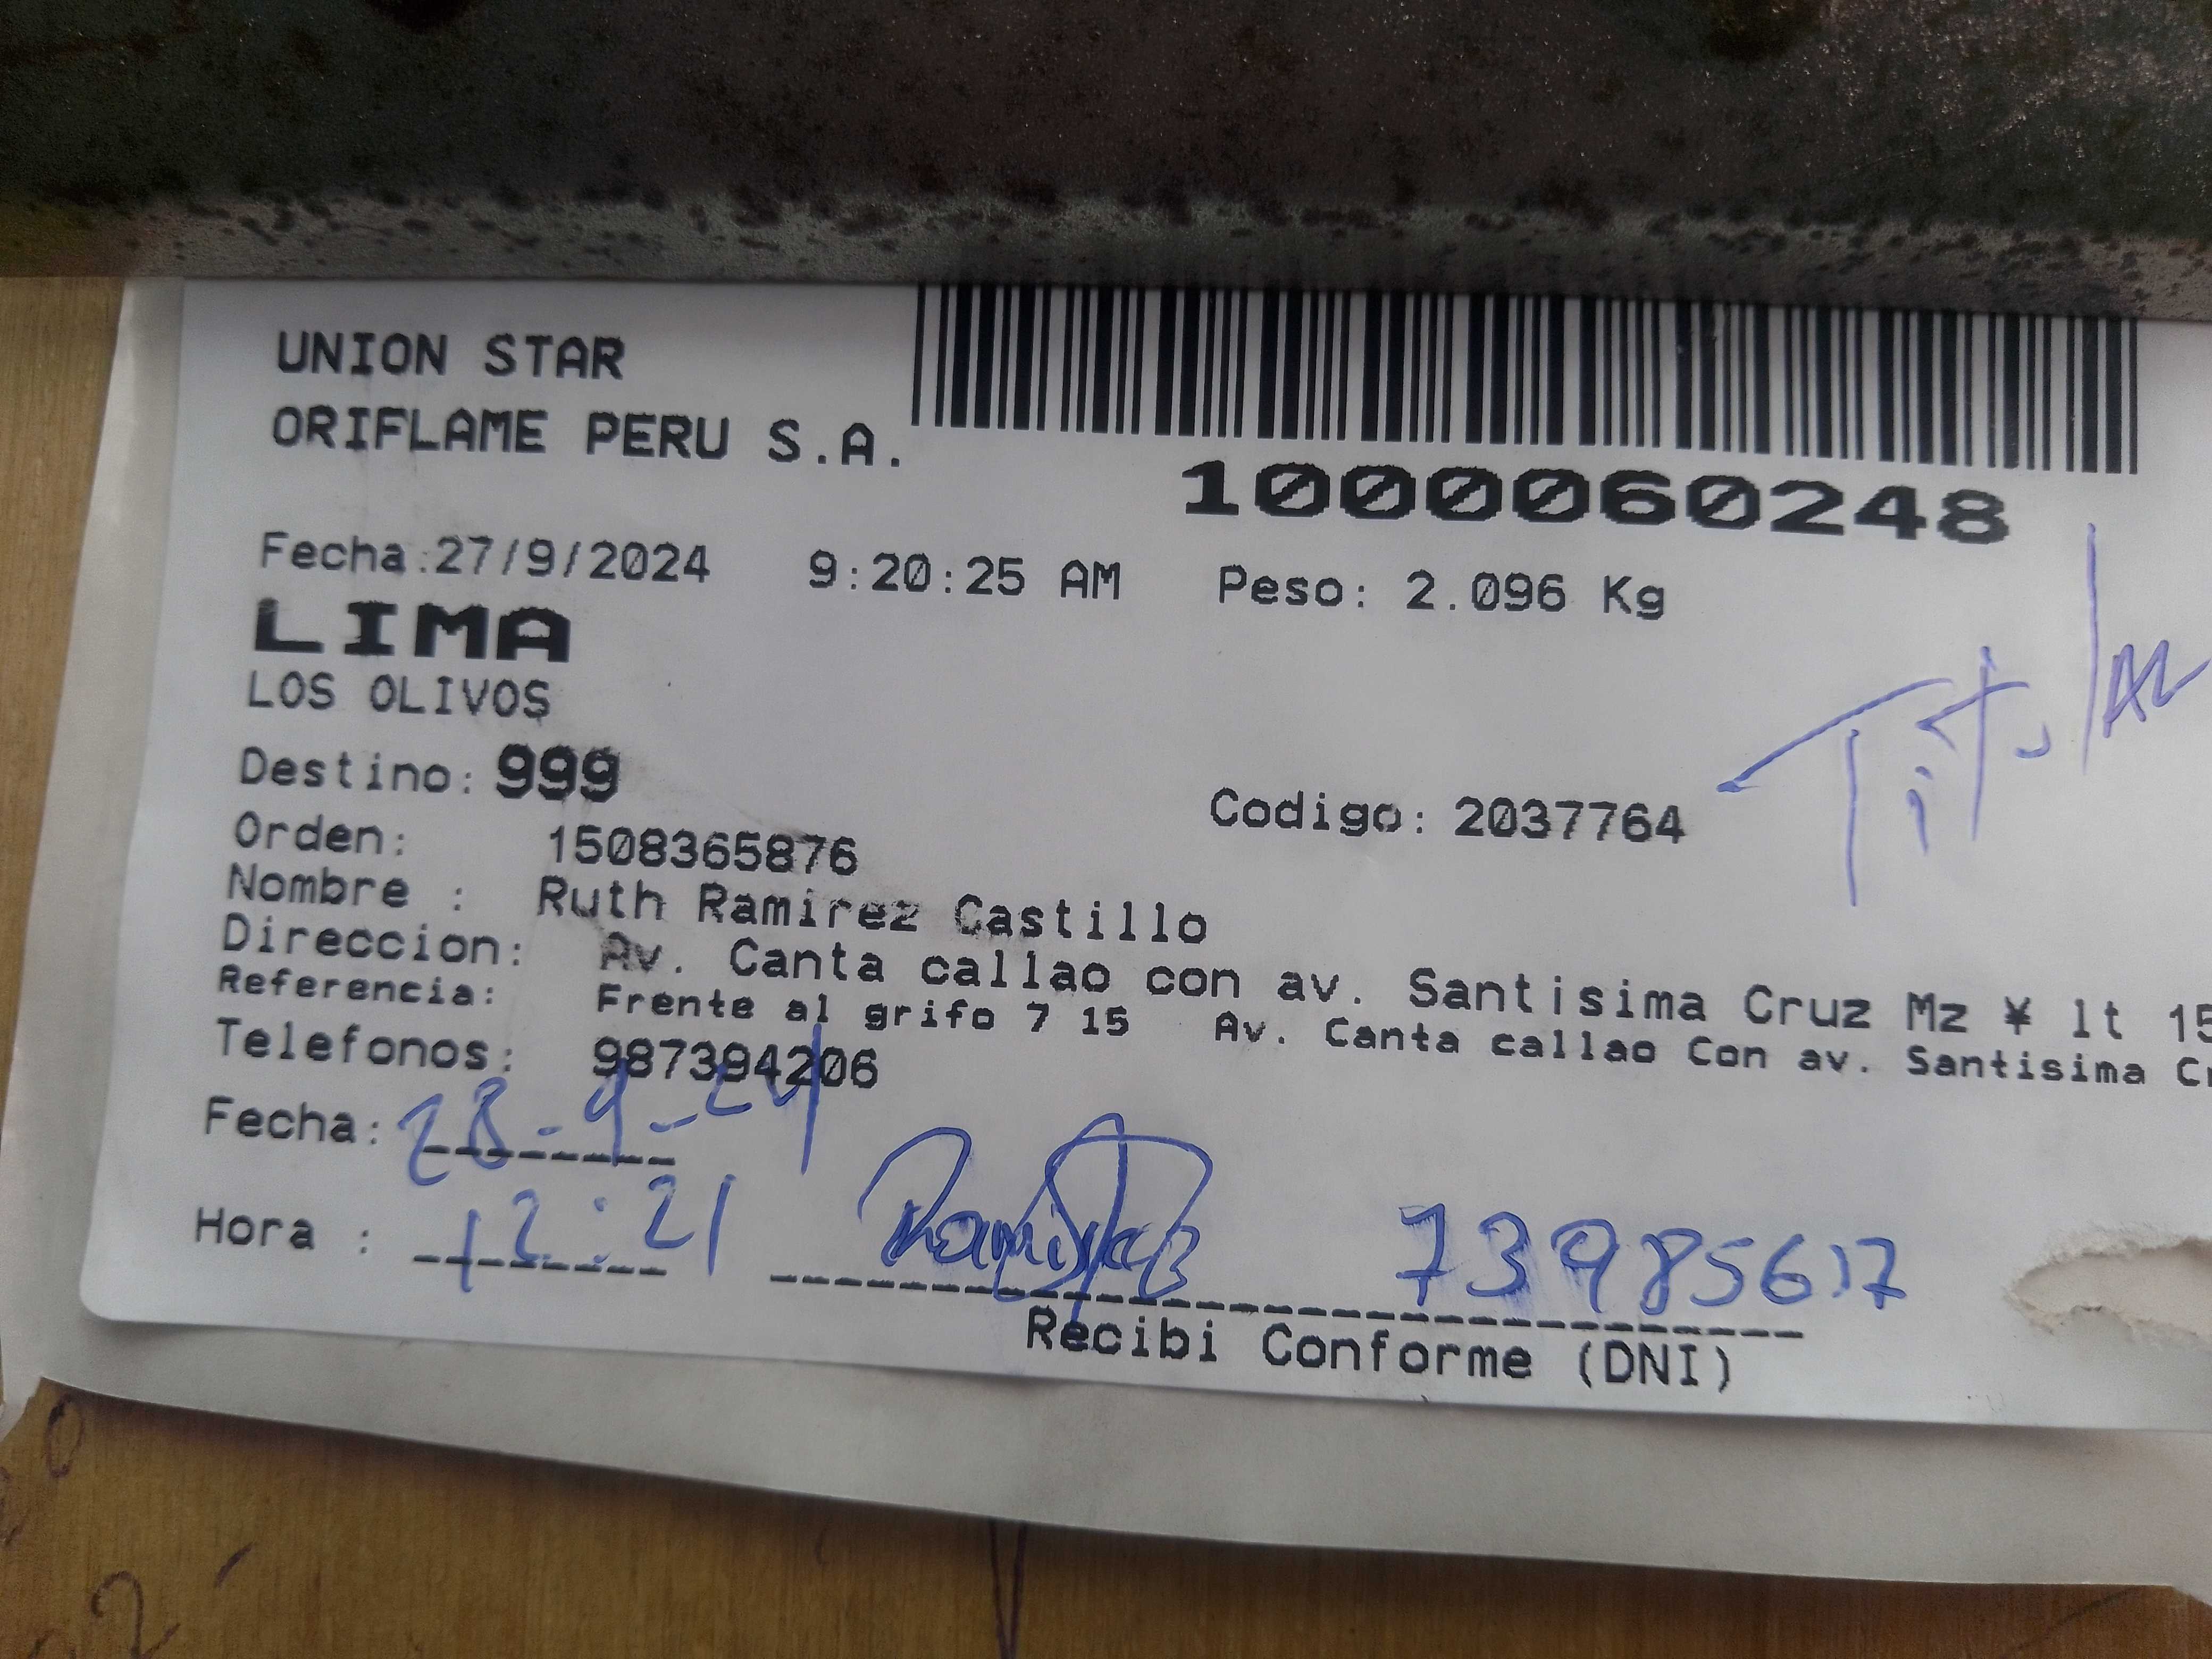 UNION STAR
ORIFLAME PERU S.A.
1000060248
Fecha:27/9/2024 9:20:25 AM Peso: 2.096 Kg
LIMA
LOS OLIVOS
Titular
Destino: 999
Codigo: 2037764
Orden: 1508365876
Nombre : Ruth Ramirez Castillo
Direccion: Av. Canta callao con av. Santisima Cruz Mz ¥ lt 15
Referencia: Frente al grifo 7 15 Av. Canta callao Con av. Santisima Cr
Telefonos: 987394206
Fecha: 28-9-24
Hora : 12:21
Recibi Conforme (DNI)